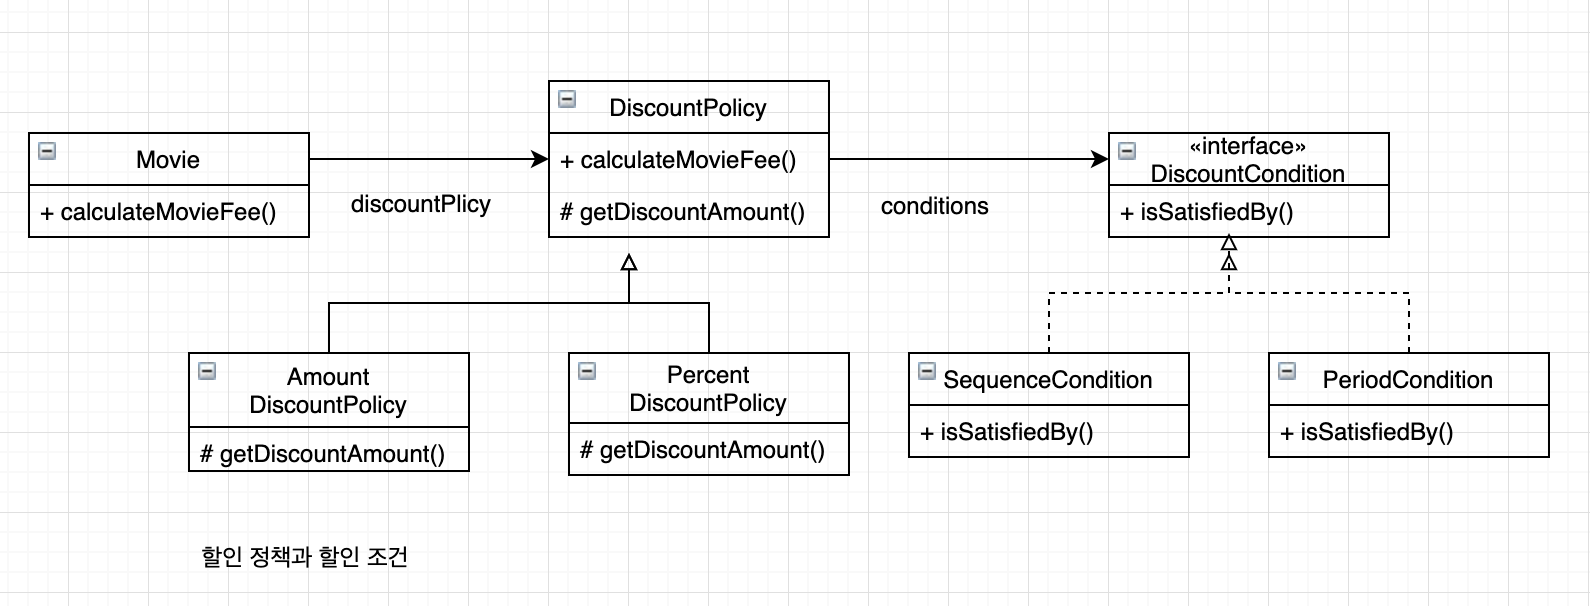 Movie
+ calculateMovieFee()
discountPlicy
DiscountPolicy
+ calculateMovieFee()
# getDiscountAmount()
conditions
«interface»
DiscountCondition
+ isSatisfiedBy()
Amount
DiscountPolicy
# getDiscountAmount()
Percent
DiscountPolicy
# getDiscountAmount()
SequenceCondition
+ isSatisfiedBy()
PeriodCondition
+ isSatisfiedBy()
할인 정책과 할인 조건